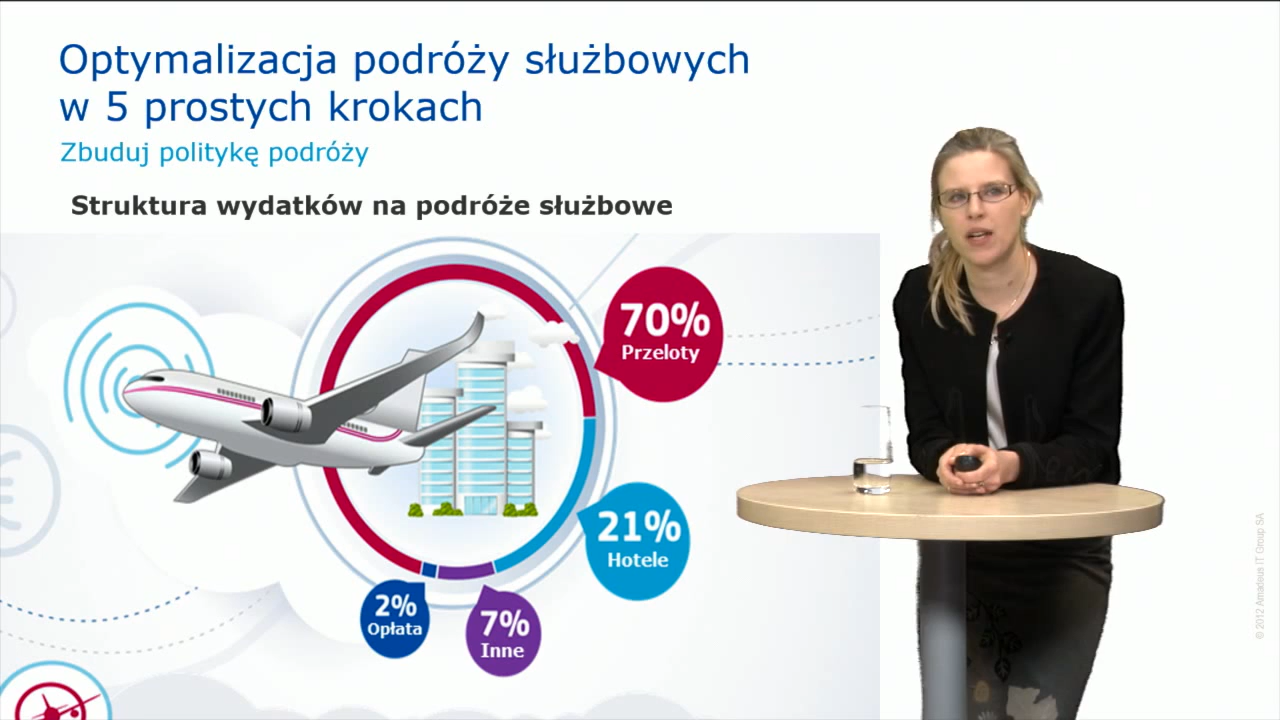 Optymalizacja podróży służbowych
w 5 prostych krokach
Zbuduj politykę podróży
Struktura wydatków na podróże służbowe
70%
Przeloty
21%
Hotele
2%
Opłata
7%
Inne
© 2012 Amadeus IT Group SA